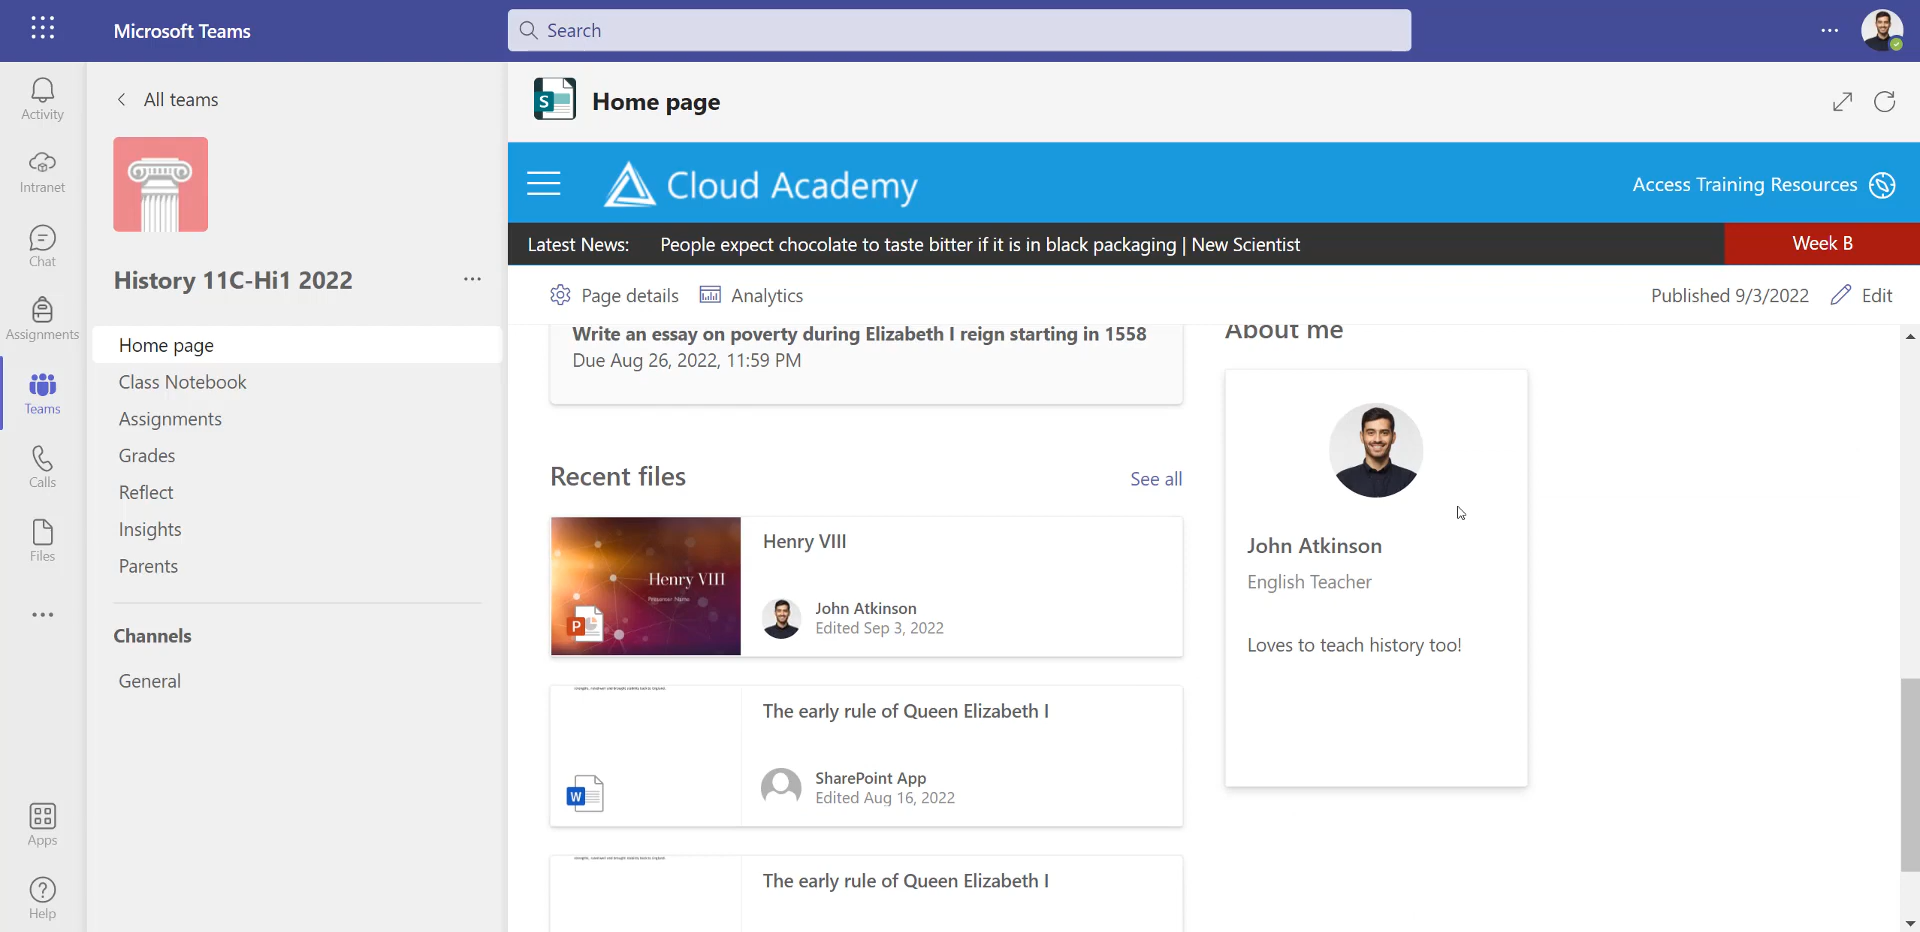 Microsoft Teams
Search
Activity
Intranet
Chat
Assignments
Teams
Calls
Files
Apps
Help
All teams
History 11C-Hi1 2022
Home page
Class Notebook
Assignments
Grades
Reflect
Insights
Parents
Channels
General
S
Home page
Cloud Academy
Access Training Resources
Latest News: People expect chocolate to taste bitter if it is in black packaging | New Scientist
Week B
Page details
Analytics
Published 9/3/2022
Edit
Write an essay on poverty during Elizabeth I reign starting in 1558
Due Aug 26, 2022, 11:59 PM
Recent files
See all
Henry VIII
P
Henry VIII
John Atkinson
Edited Sep 3, 2022
W
The early rule of Queen Elizabeth I
SharePoint App
Edited Aug 16, 2022
The early rule of Queen Elizabeth I
About me
John Atkinson
English Teacher
Loves to teach history too!